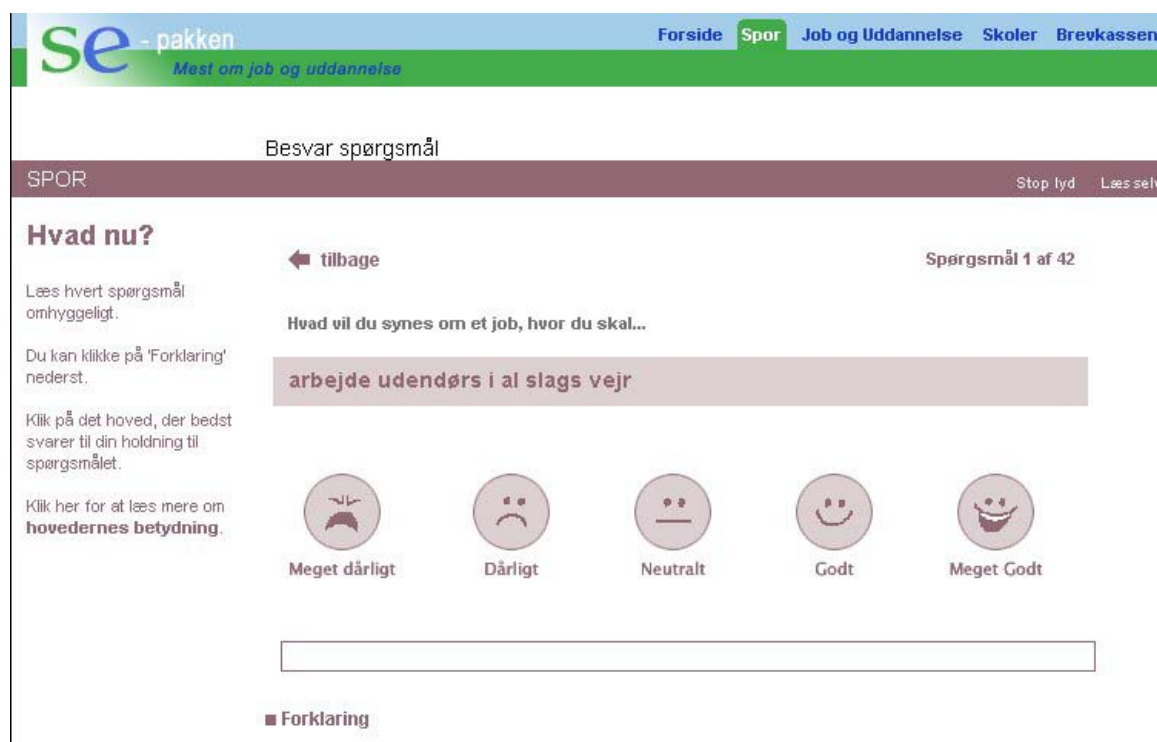 se - pakken
Mest om job og uddannelse
Forside Spor Job og Uddannelse Skoler Brevkassen
Besvar spørgsmål
SPOR
Stop lyd Læs selv
Hvad nu?
Læs hvert spørgsmål
omhyggeligt.
Du kan klikke på 'Forklaring'
nederst.
Klik på det hoved, der bedst
svarer til din holdning til
spørgsmålet.
Klik her for at læs mere om
hovedernes betydning.
tilbage
Spørgsmål 1 af 42
Hvad vil du synes om et job, hvor du skal...
arbejde udendørs i al slags vejr
Meget dårligt Dårligt Neutralt Godt Meget Godt
Forklaring